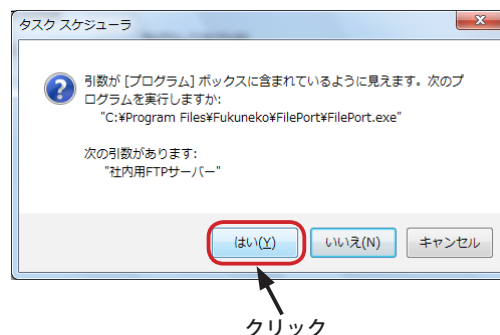 タスク スケジューラ
引数が [プログラム] ボックスに含まれているように見えます。次のプ
ログラムを実行しますか:
"C:¥Program Files¥Fukuneko¥FilePort¥FilePort.exe"
次の引数があります:
"社内用FTPサーバー"
はい(Y)
いいえ(N)
キャンセル
クリック